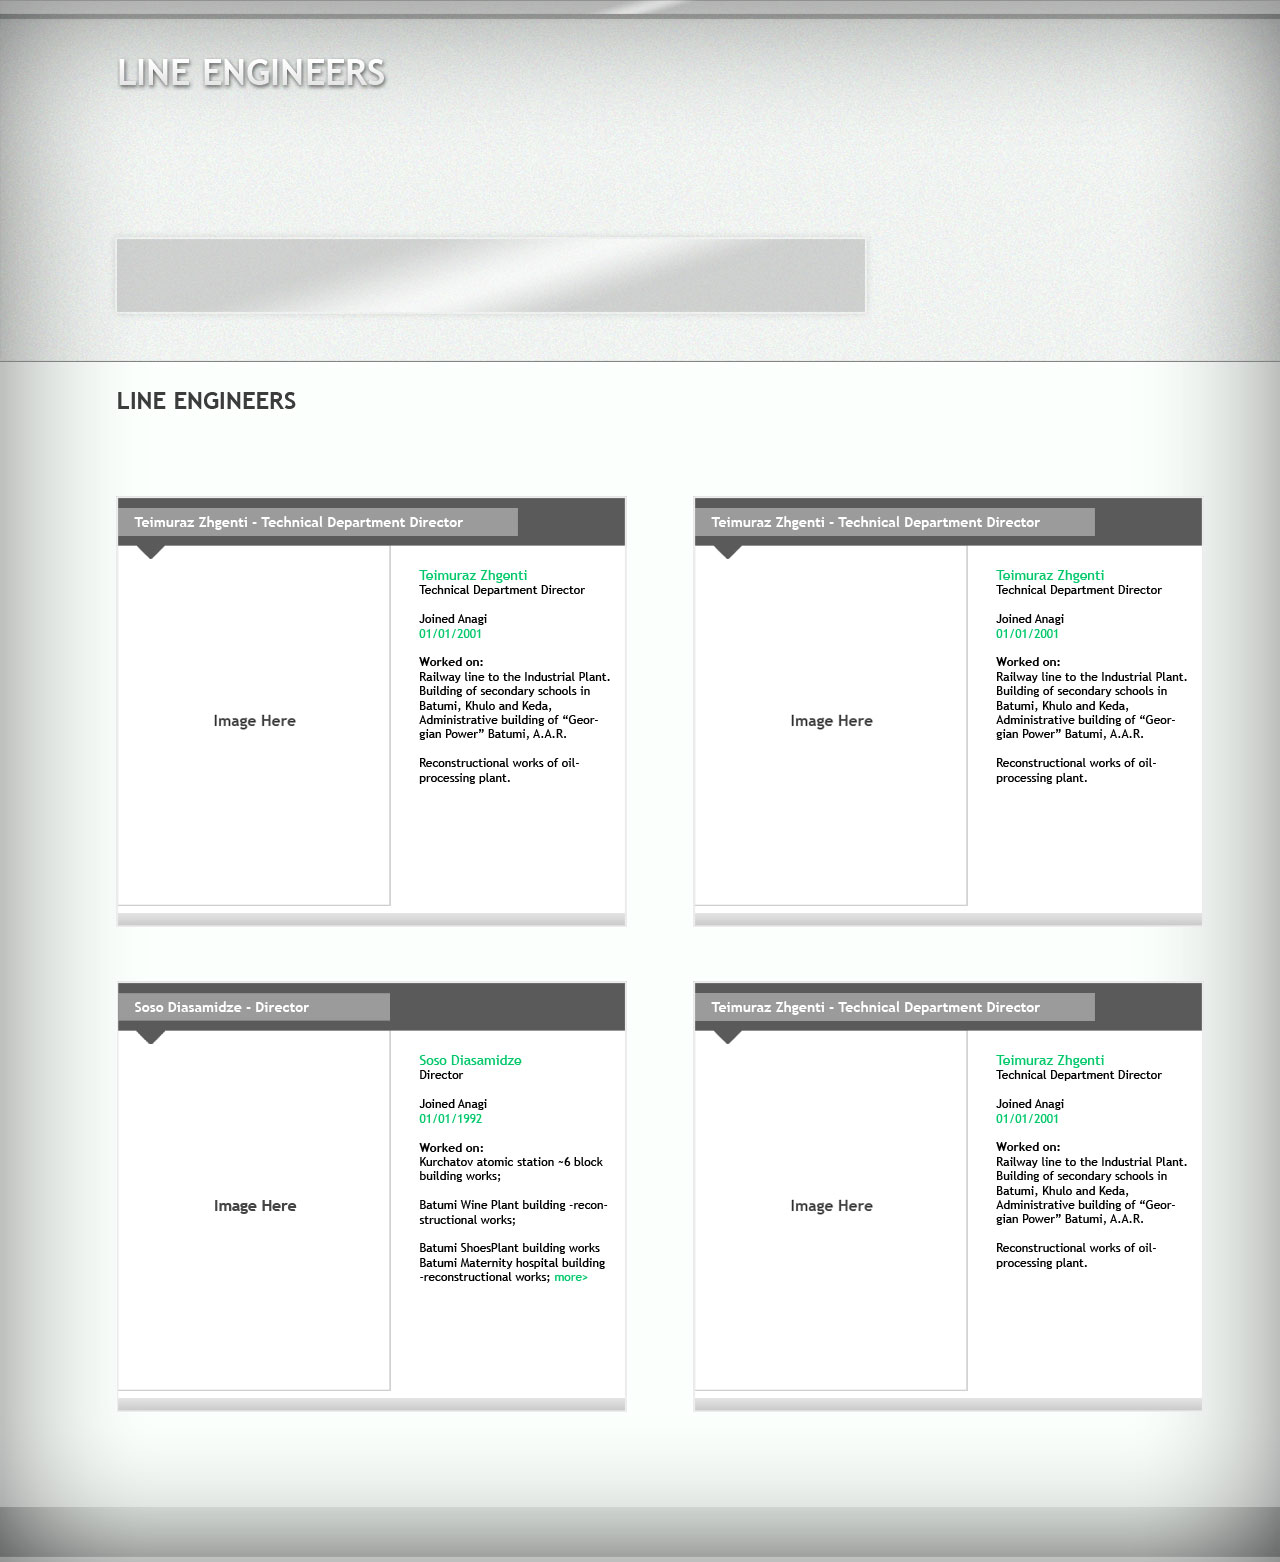 LINE ENGINEERS
LINE ENGINEERS
Teimuraz Zhgenti - Technical Department Director
Image Here
Teimuraz Zhgenti
Technical Department Director
Joined Anagi
01/01/2001
Worked on:
Railway line to the Industrial Plant.
Building of secondary schools in
Batumi, Khulo and Keda,
Administrative building of “Geor-
gian Power” Batumi, A.A.R.
Reconstructional works of oil-
processing plant.
Teimuraz Zhgenti - Technical Department Director
Image Here
Teimuraz Zhgenti
Technical Department Director
Joined Anagi
01/01/2001
Worked on:
Railway line to the Industrial Plant.
Building of secondary schools in
Batumi, Khulo and Keda,
Administrative building of “Geor-
gian Power” Batumi, A.A.R.
Reconstructional works of oil-
processing plant.
Soso Diasamidze - Director
Image Here
Soso Diasamidze
Director
Joined Anagi
01/01/1992
Worked on:
Kurchatov atomic station ~6 block
building works;
Batumi Wine Plant building -recon-
structional works;
Batumi ShoesPlant building works
Batumi Maternity hospital building
-reconstructional works; more>
Teimuraz Zhgenti - Technical Department Director
Image Here
Teimuraz Zhgenti
Technical Department Director
Joined Anagi
01/01/2001
Worked on:
Railway line to the Industrial Plant.
Building of secondary schools in
Batumi, Khulo and Keda,
Administrative building of “Geor-
gian Power” Batumi, A.A.R.
Reconstructional works of oil-
processing plant.